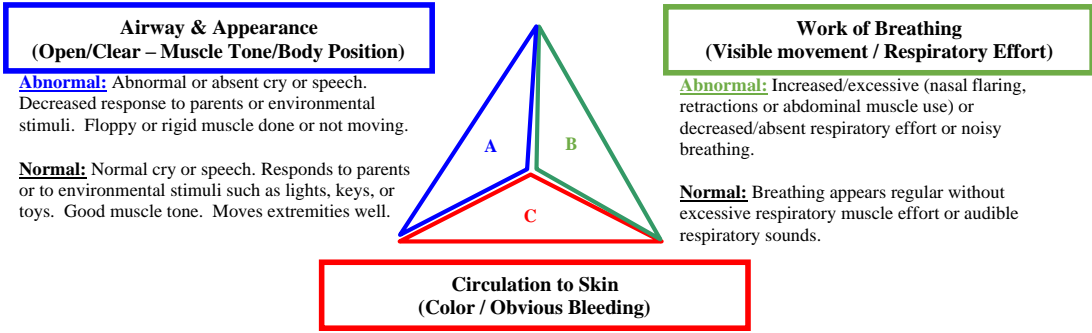 Airway & Appearance
(Open/Clear – Muscle Tone/Body Position)
Abnormal: Abnormal or absent cry or speech.
Decreased response to parents or environmental
stimuli. Floppy or rigid muscle done or not moving.
Normal: Normal cry or speech. Responds to parents
or to environmental stimuli such as lights, keys, or
toys. Good muscle tone. Moves extremities well.
A
B
C
Work of Breathing
(Visible movement / Respiratory Effort)
Abnormal: Increased/excessive (nasal flaring,
retractions or abdominal muscle use) or
decreased/absent respiratory effort or noisy
breathing.
Normal: Breathing appears regular without
excessive respiratory muscle effort or audible
respiratory sounds.
Circulation to Skin
(Color / Obvious Bleeding)